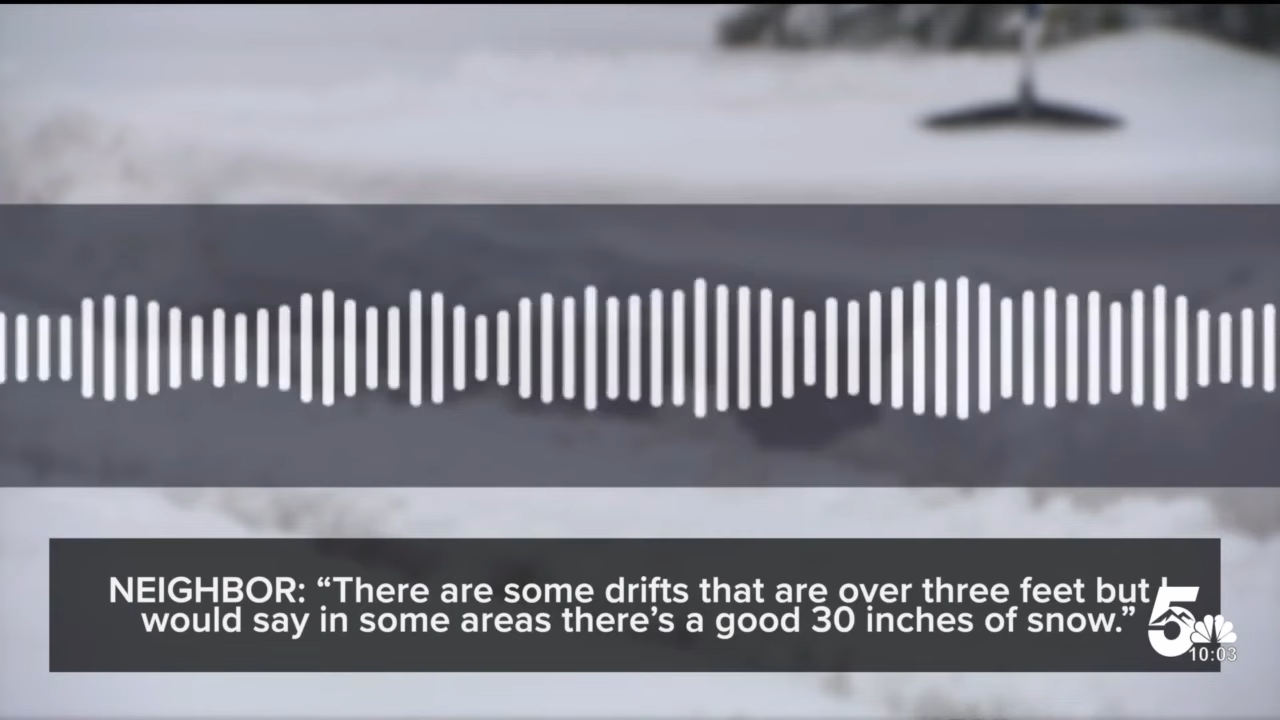 NEIGHBOR: “There are some drifts that are over three feet but I
would say in some areas there’s a good 30 inches of snow.”
5
10:03